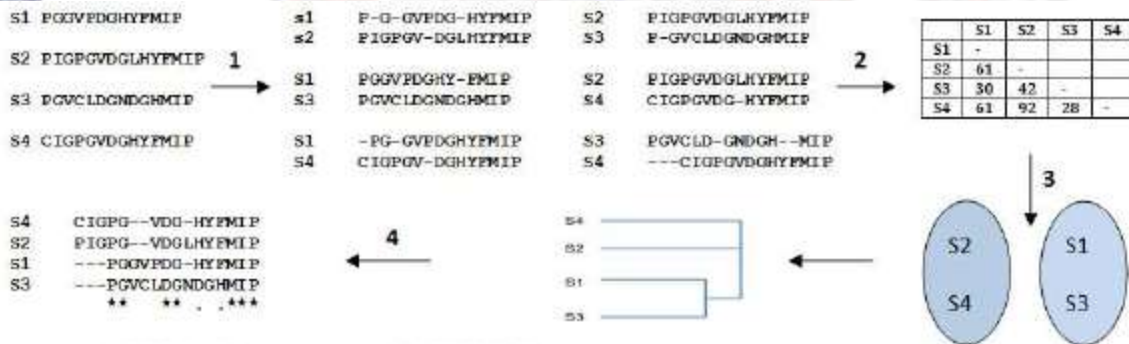 S1 PGGVPDGHYFMIP
S2 PIGPGVDGLHYFMIP
S3 PGVCLDGNDGHMIP
S4 CIGPGVDGHYFMIP
1
s1 P-G-GVPDG-HYFMIP
s2 PIGPGV-DGLHYFMIP
S1 PGGVPDGHY-FMIP
S3 PGVCLDGNDGHMIP
S1 -PG-GVPDGHYFMIP
S4 CIGPGV-DGHYFMIP
S2 PIGPGVDGLHYFMIP
S3 P-GVCLDGNDGHMIP
S2 PIGPGVDGLHYFMIP
S4 CIGPGVDG-HYFMIP
S3 PGVCLD-GNDGH--MIP
S4 ---CIGPGVDGHYFMIP
2
S1 S2 S3 S4
S1 -
S2 61 -
S3 30 42 -
S4 61 92 28 -
3
S2 S1
S4 S3
S4
S2
S1
S3
4
S4 CIGPG--VDG-HYFMIP
S2 PIGPG--VDGLHYFMIP
S1 ---PGGVPDG-HYFMIP
S3 ---PGVCLDGNDGHMIP
** ** . .***